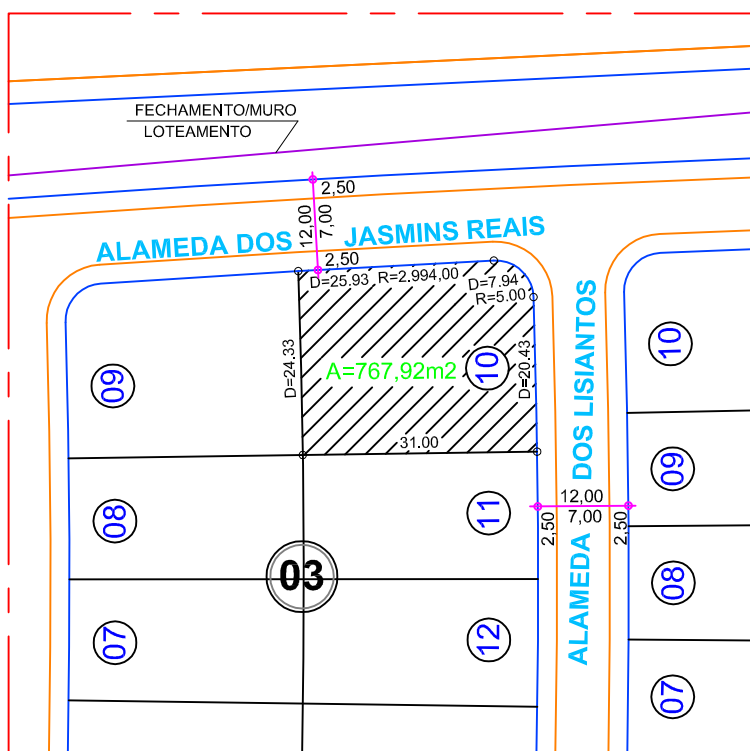 FECHAMENTO/MURO
LOTEAMENTO
2,50
12,00
7,00
ALAMEDA DOS JASMINS REAIS
2,50
D=25.93 R=2.994,00 D=7.94
R=5.00
D=24.33
A=767,92m2
10
D=20.43
31.00
09
08
07
03
11
12
ALAMEDA DOS LISIANTOS
12,00
7,00
2,50
2,50
10
09
08
07